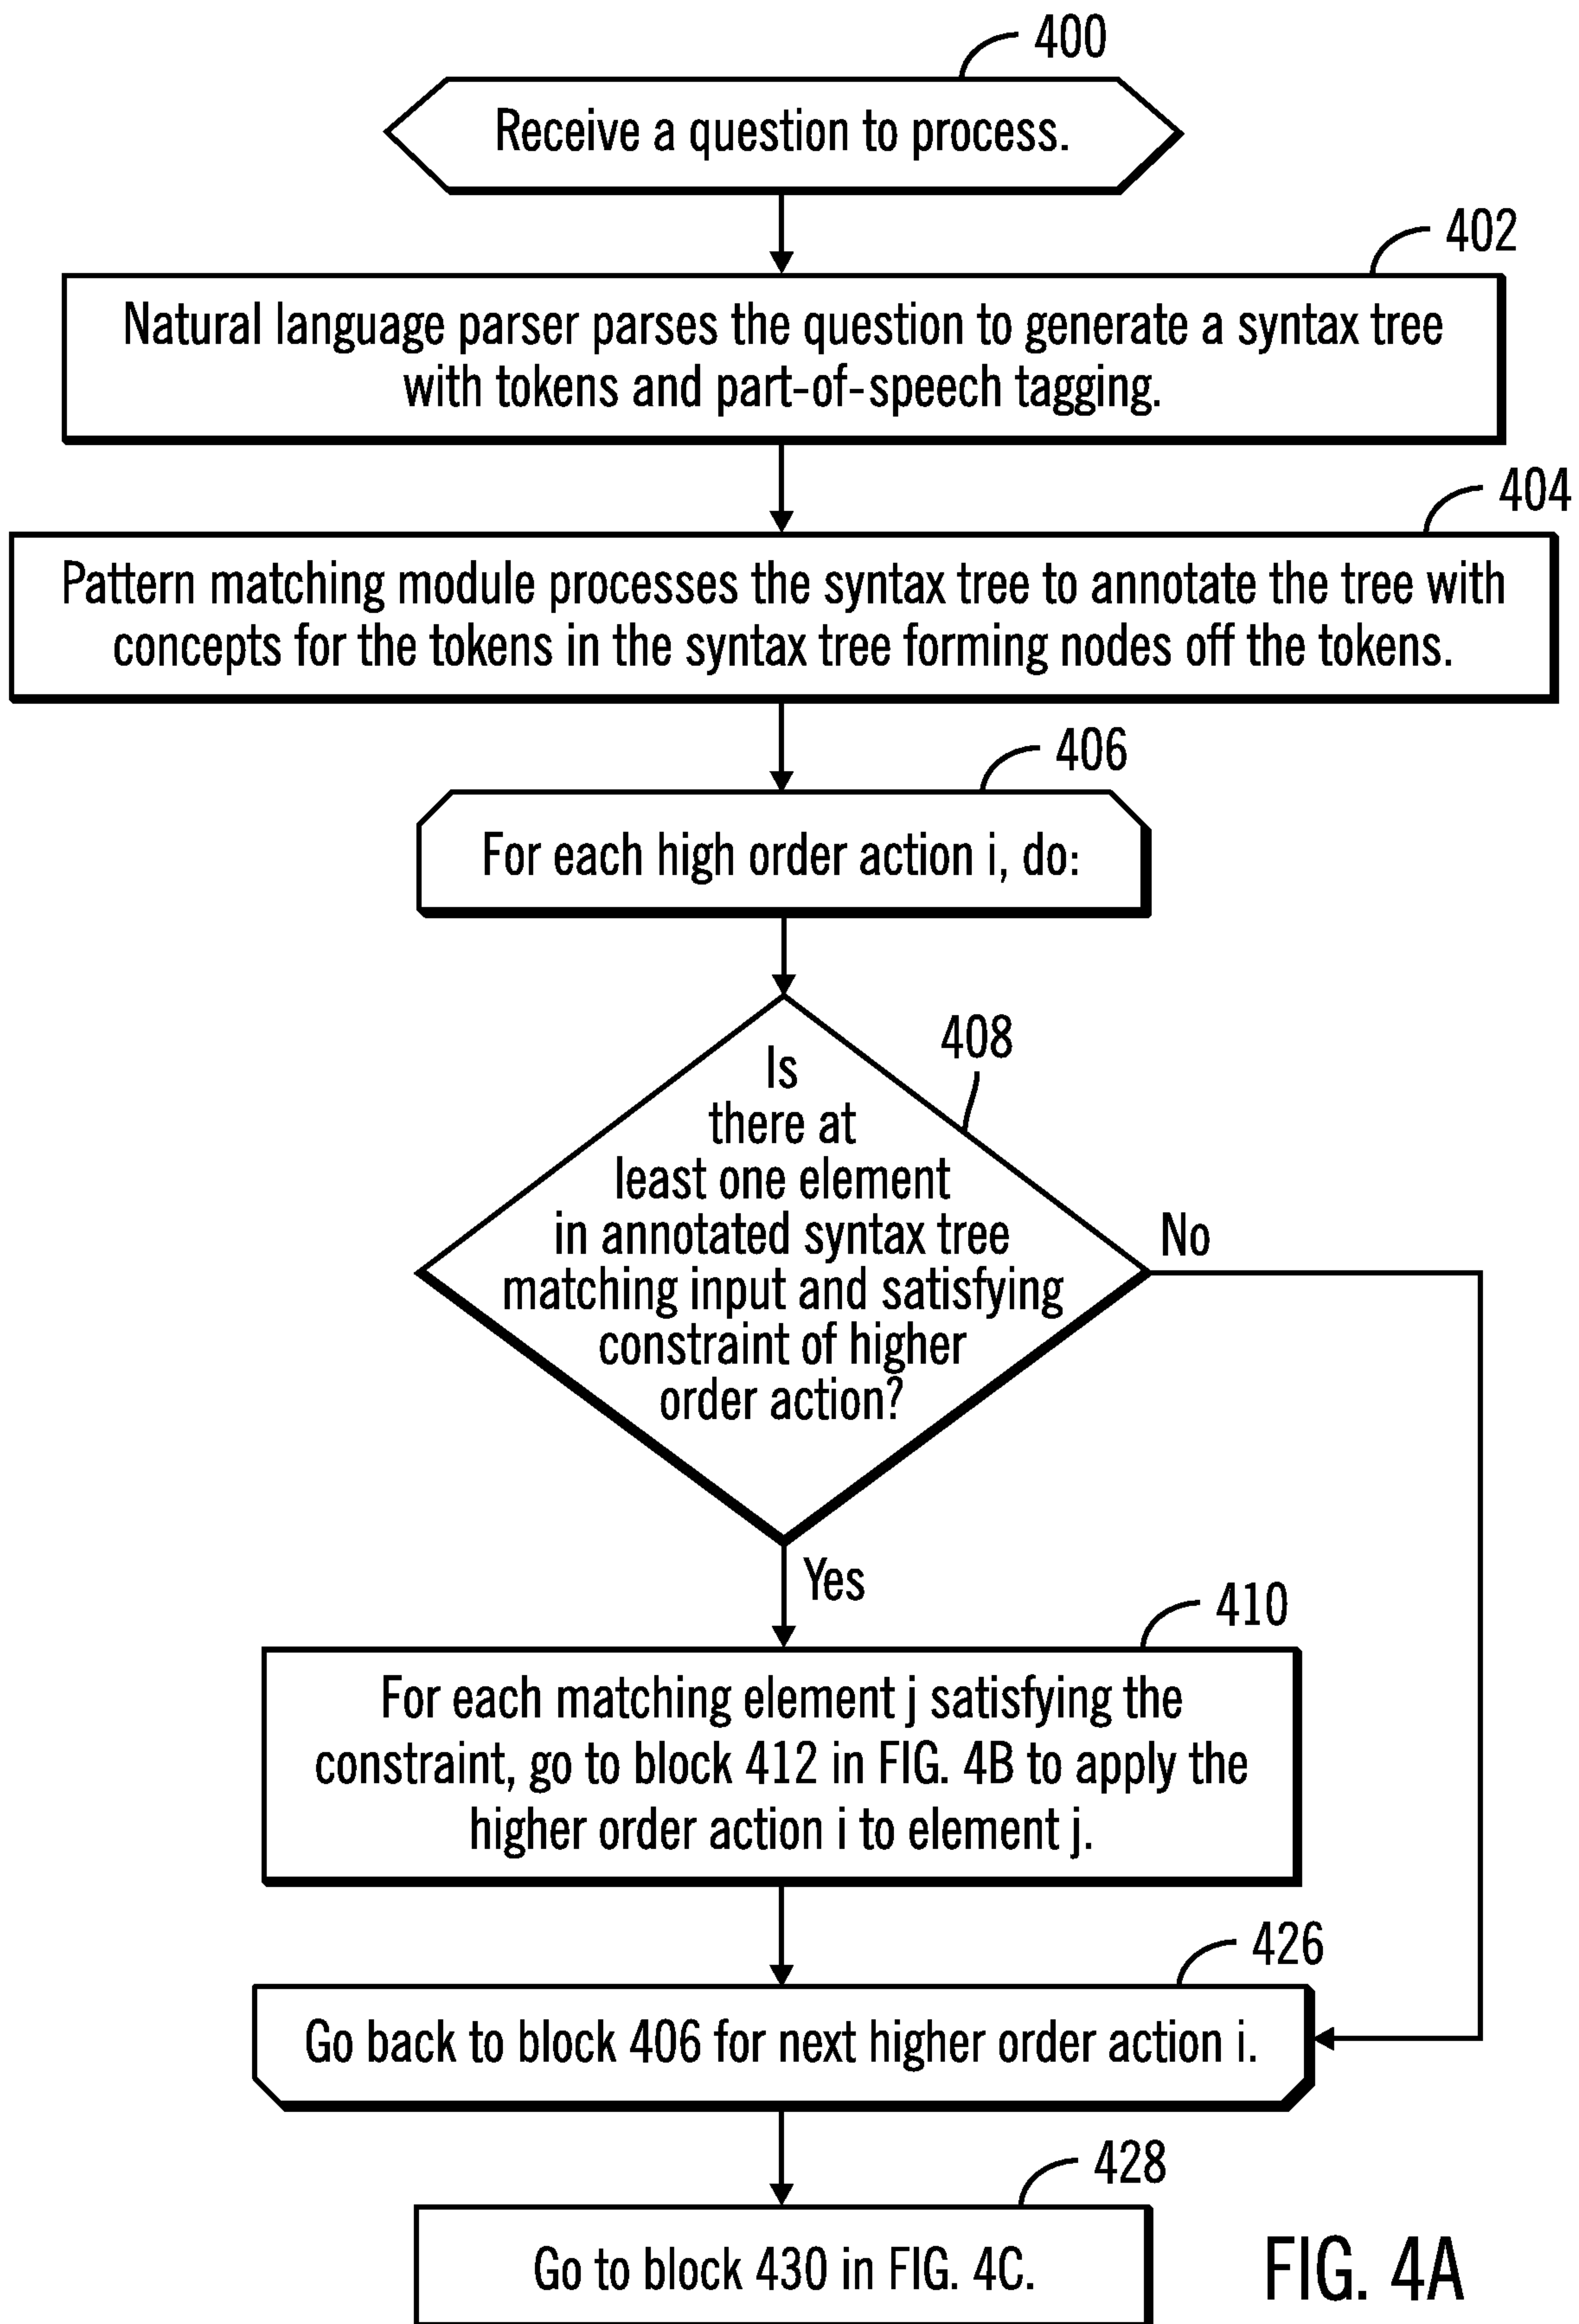 400
Receive a question to process.
402
Natural language parser parses the question to generate a syntax tree
with tokens and part-of-speech tagging.
404
Pattern matching module processes the syntax tree to annotate the tree with
concepts for the tokens in the syntax tree forming nodes off the tokens.
406
For each high order action i, do:
408
Is
there at
least one element
in annotated syntax tree
matching input and satisfying
constraint of higher
order action?
No
Yes
410
For each matching element j satisfying the
constraint, go to block 412 in FIG. 4B to apply the
higher order action i to element j.
426
Go back to block 406 for next higher order action i.
428
Go to block 430 in FIG. 4C.
FIG. 4A